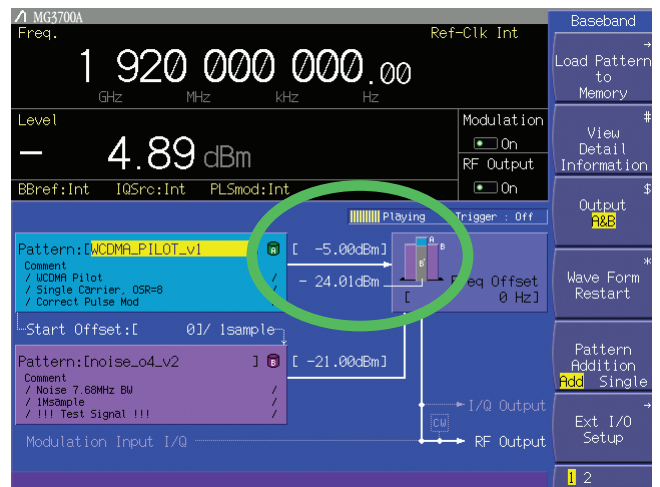 MG3700A
Freq.
Ref-Clk Int
1 920 000 000.00
GHz MHz kHz Hz
Level
- 4.89 dBm
Modulation
On
RF Output
On
BBref:Int IQSrc:Int PLSmod:Int
Playing Trigger : Off
Pattern:[WCDMA_PILOT_v1 ] A [ -5.00dBm]
Comment
/ WCDMA Pilot /
/ Single Carrier, OSR=8 /
/ Correct Pulse Mod /
- 24.01dBm
A B
B'
Freq Offset
[ 0 Hz]
Start Offset:[ 0]/ 1sample
Pattern:[noise_o4_v2 ] B [ -21.00dBm]
Comment
/ Noise 7.68MHz BW /
/ 1Msample /
/ !!! Test Signal !!! /
I/Q Output
CW
Modulation Input I/Q
RF Output
Baseband
→
Load Pattern
to
Memory
#
View
Detail
Information
$
Output
A&B
*
Wave Form
Restart
Pattern
Addition
Add Single
→
Ext I/O
Setup
1 2